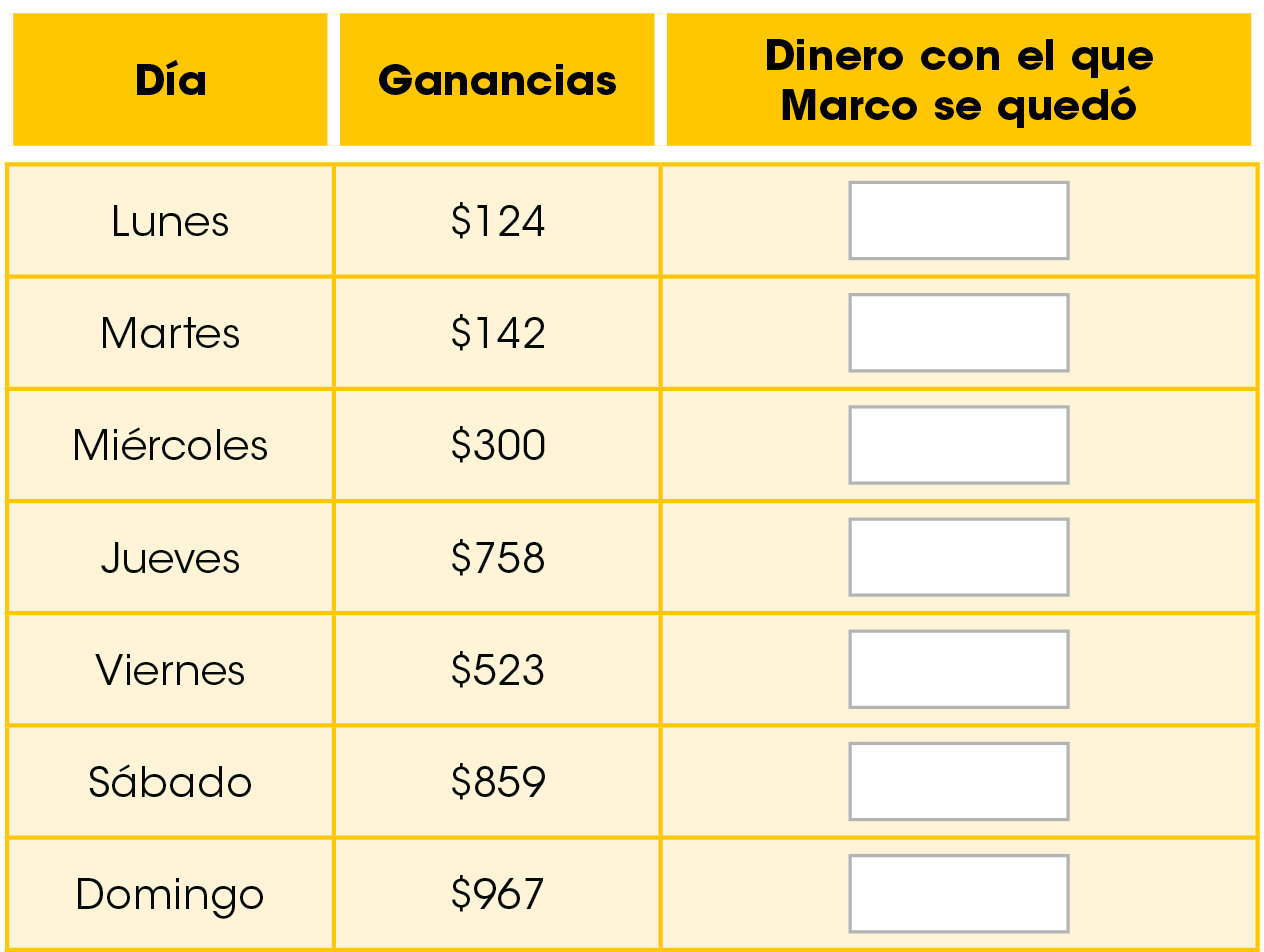 Día
Ganancias
Dinero con el que
Marco se quedó
Lunes
$124
Martes
$142
Miércoles
$300
Jueves
$758
Viernes
$523
Sábado
$859
Domingo
$967